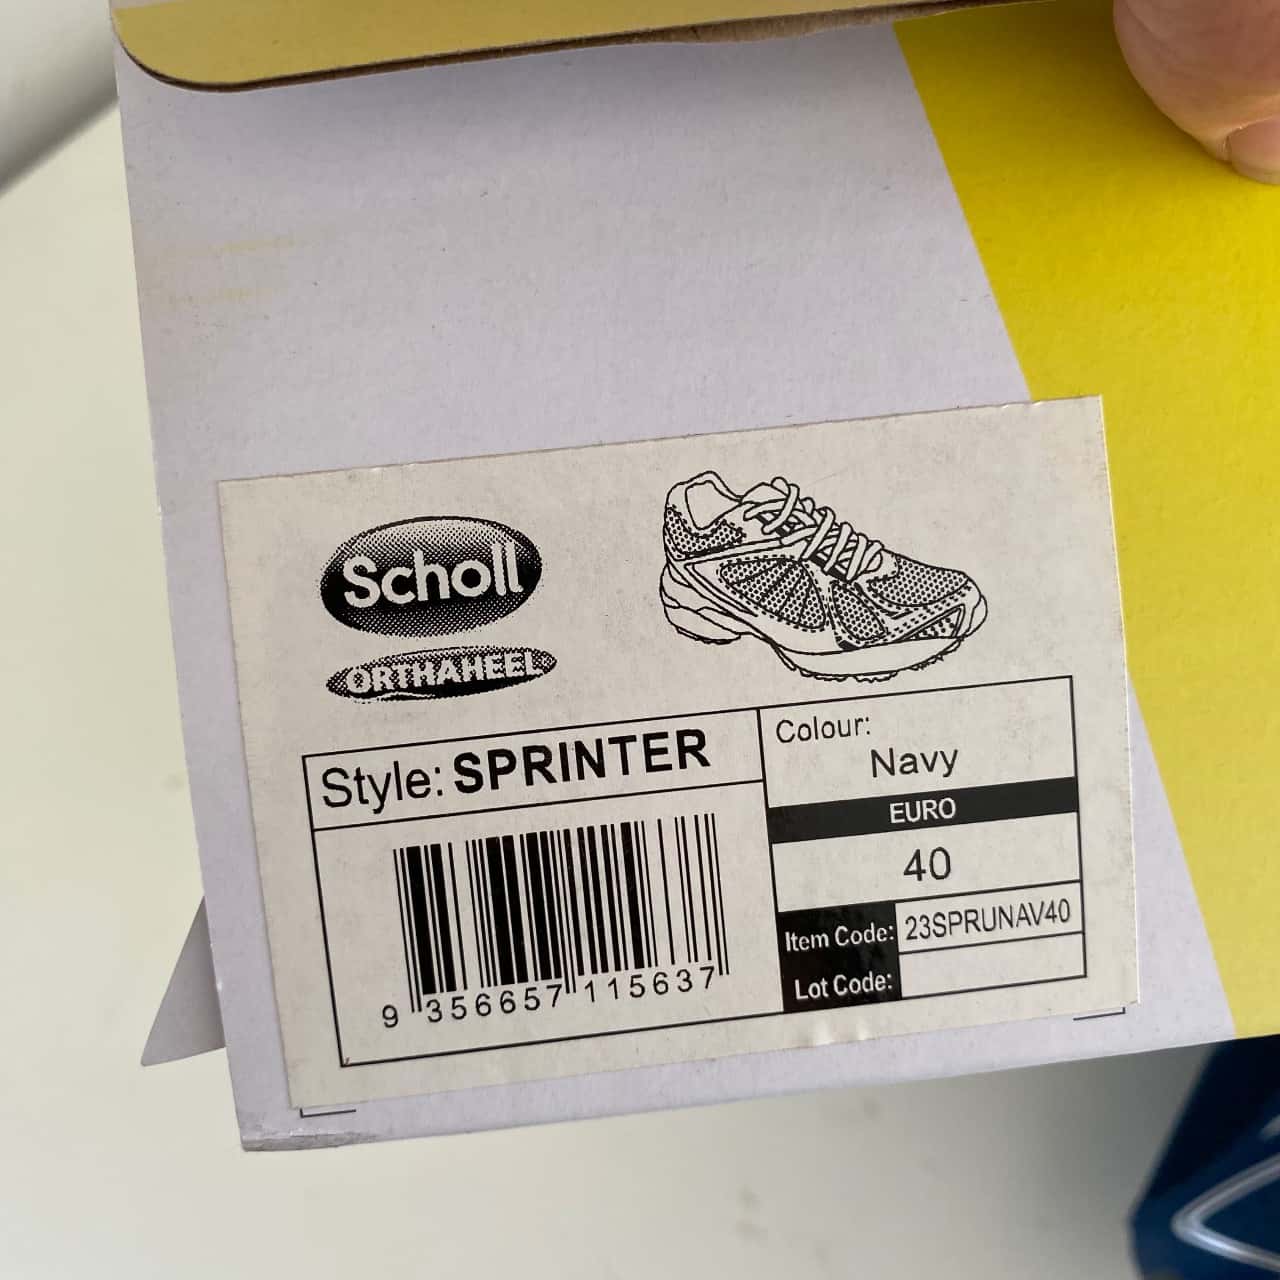 Scholl
ORTHAHEEL
Style: SPRINTER
Colour:
Navy
EURO
40
Item Code: 23SPRUNAV40
Lot Code:
9 356657 115637